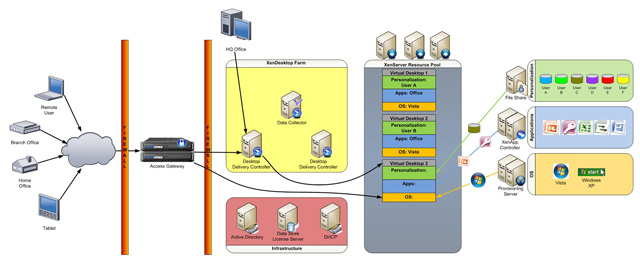 HQ Office
XenDesktop Farm
XenServer Resource Pool
Virtual Desktop 1
Personalization:
User A
Apps: Office
OS: Vista
Virtual Desktop 2
Personalization:
User B
Apps: Office
OS: Vista
Virtual Desktop 3
Personalization:
Apps:
OS:
Remote
User
Branch Office
Home
Office
Tablet
FIREWALL
Access Gateway
FIREWALL
Data Collector
Desktop
Delivery Controller
Desktop
Delivery Controller
Active Directory
Data Store
License Server
DHCP
Infrastructure
File Share
XenApp
Controller
Provisioning
Server
Personalization
User
A
User
B
User
C
User
D
User
E
User
F
Applications
OS
Vista
start
Windows
XP